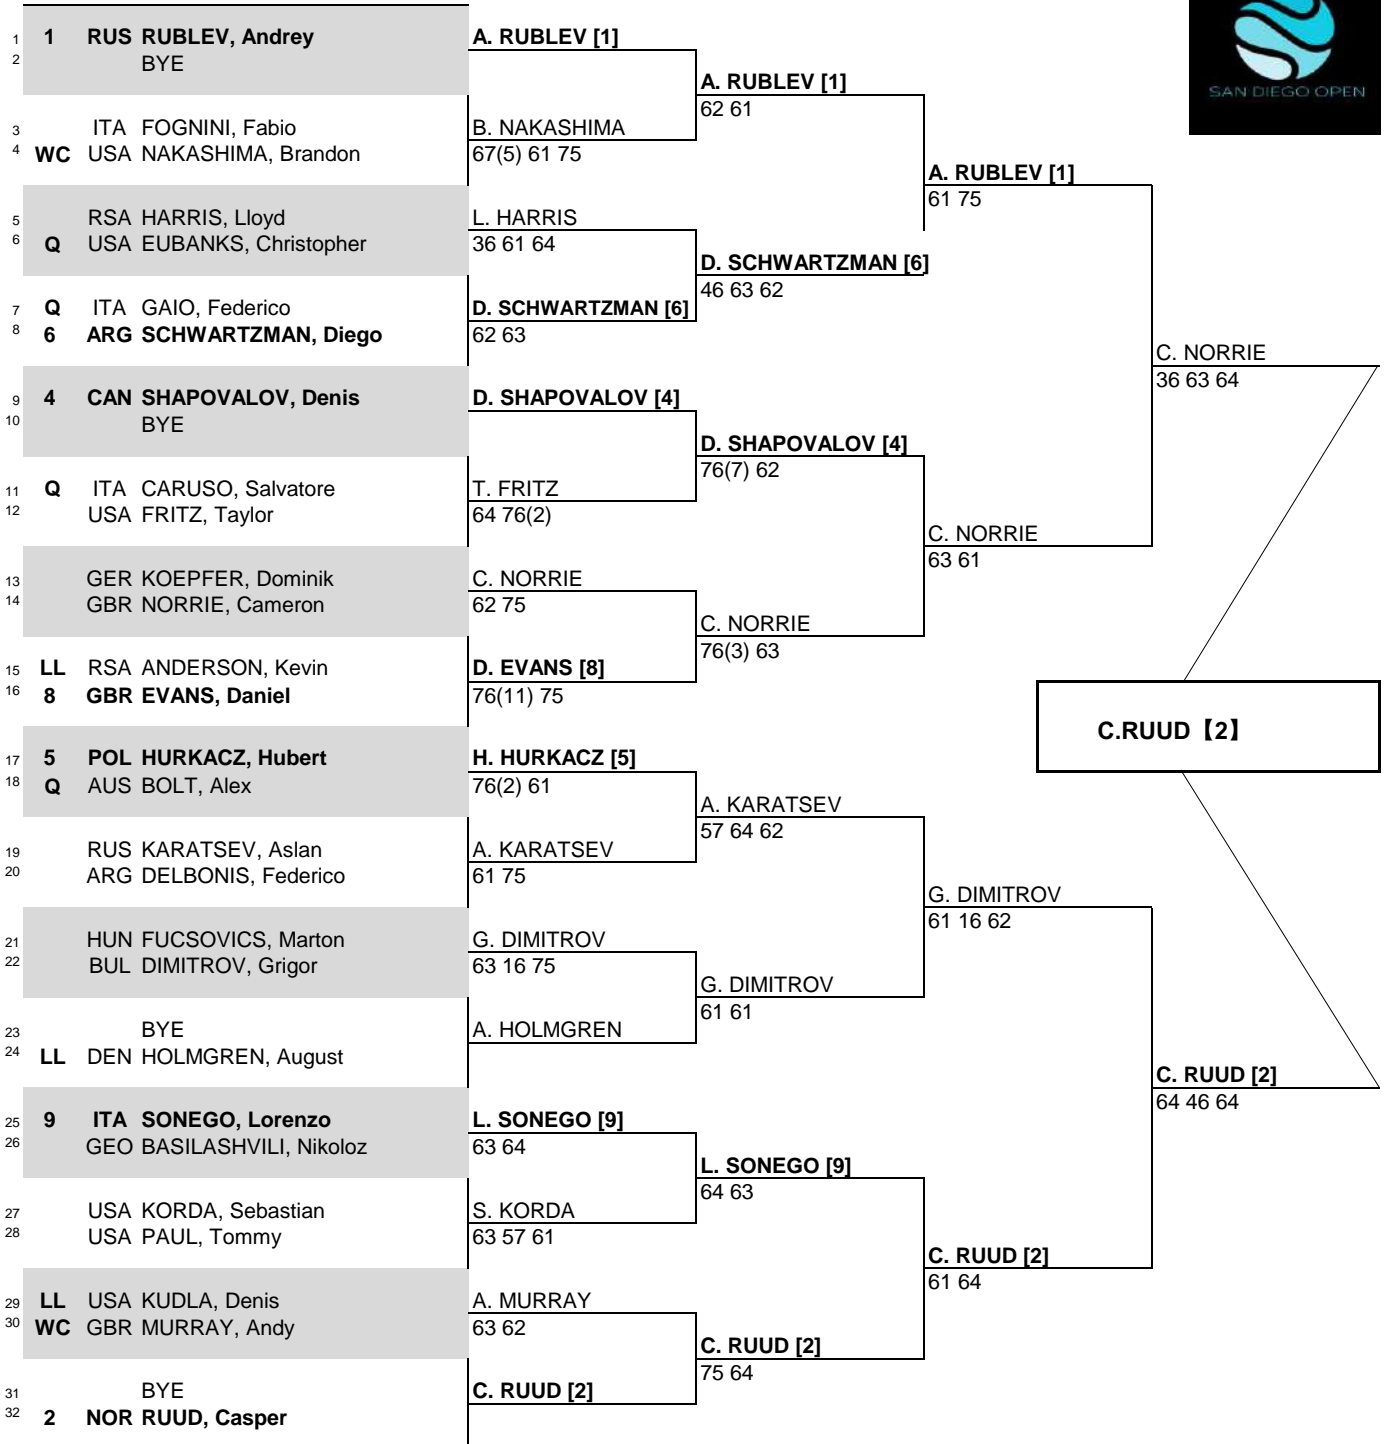 1 1 RUS RUBLEV, Andrey
2 BYE
3 ITA FOGNINI, Fabio
4 WC USA NAKASHIMA, Brandon
5 RSA HARRIS, Lloyd
6 Q USA EUBANKS, Christopher
7 Q ITA GAIO, Federico
8 6 ARG SCHWARTZMAN, Diego
9 4 CAN SHAPOVALOV, Denis
10 BYE
11 Q ITA CARUSO, Salvatore
12 USA FRITZ, Taylor
13 GER KOEPFER, Dominik
14 GBR NORRIE, Cameron
15 LL RSA ANDERSON, Kevin
16 8 GBR EVANS, Daniel
17 5 POL HURKACZ, Hubert
18 Q AUS BOLT, Alex
19 RUS KARATSEV, Aslan
20 ARG DELBONIS, Federico
21 HUN FUCSOVICS, Marton
22 BUL DIMITROV, Grigor
23 BYE
24 LL DEN HOLMGREN, August
25 9 ITA SONEGO, Lorenzo
26 GEO BASILASHVILI, Nikoloz
27 USA KORDA, Sebastian
28 USA PAUL, Tommy
29 LL USA KUDLA, Denis
30 WC GBR MURRAY, Andy
31 BYE
32 2 NOR RUUD, Casper
A. RUBLEV [1]
B. NAKASHIMA
67(5) 61 75
L. HARRIS
36 61 64
D. SCHWARTZMAN [6]
62 63
D. SHAPOVALOV [4]
T. FRITZ
64 76(2)
C. NORRIE
62 75
D. EVANS [8]
76(11) 75
H. HURKACZ [5]
76(2) 61
A. KARATSEV
61 75
G. DIMITROV
63 16 75
A. HOLMGREN
L. SONEGO [9]
63 64
S. KORDA
63 57 61
A. MURRAY
63 62
C. RUUD [2]
A. RUBLEV [1]
62 61
D. SCHWARTZMAN [6]
46 63 62
D. SHAPOVALOV [4]
76(7) 62
C. NORRIE
76(3) 63
A. KARATSEV
57 64 62
G. DIMITROV
61 61
L. SONEGO [9]
64 63
C. RUUD [2]
75 64
A. RUBLEV [1]
61 75
C. NORRIE
63 61
G. DIMITROV
61 16 62
C. RUUD [2]
61 64
C. NORRIE
36 63 64
C. RUUD [2]
64 46 64
C.RUUD【2】
SAN DIEGO OPEN